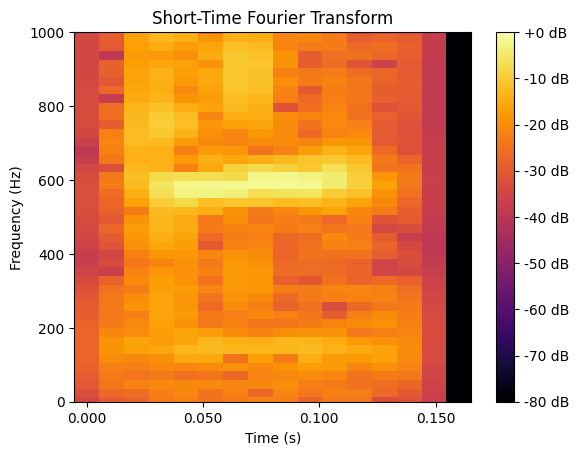 Short-Time Fourier Transform
1000
800
600
400
200
0
Frequency (Hz)
0.000
0.050
0.100
0.150
Time (s)
+0 dB
-10 dB
-20 dB
-30 dB
-40 dB
-50 dB
-60 dB
-70 dB
-80 dB